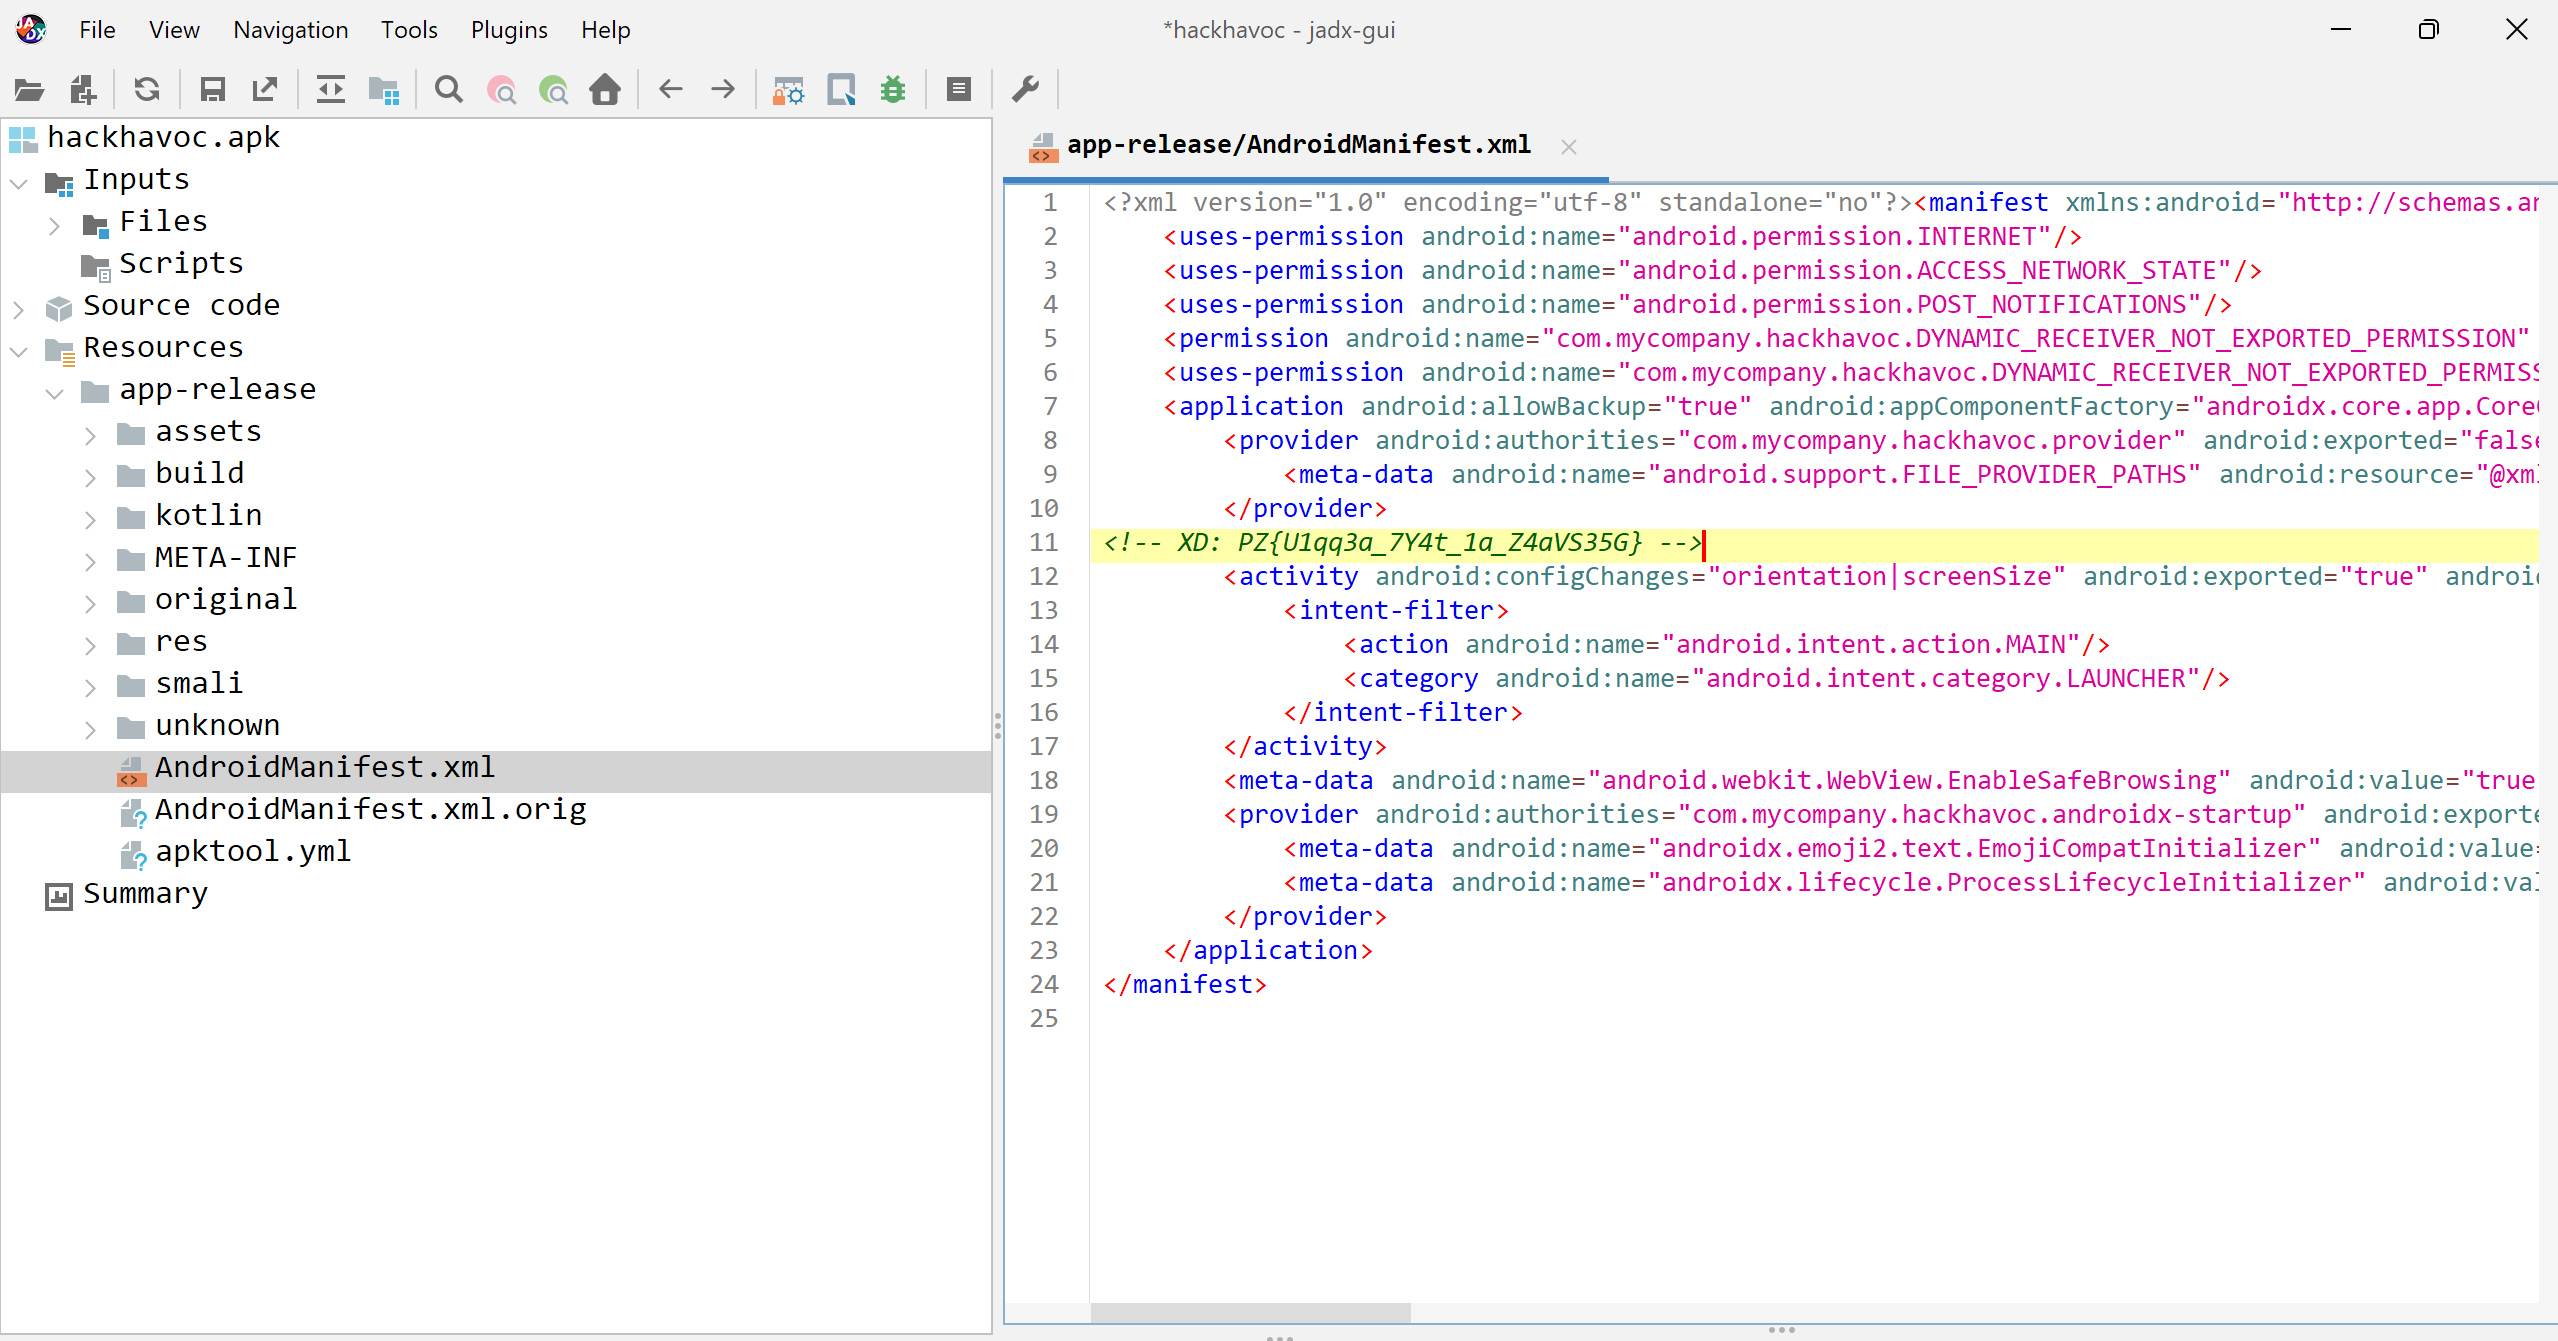 File View Navigation Tools Plugins Help
*hackhavoc - jadx-gui
hackhavoc.apk
Inputs
Files
Scripts
Source code
Resources
app-release
assets
build
kotlin
META-INF
original
res
smali
unknown
AndroidManifest.xml
AndroidManifest.xml.orig
apktool.yml
Summary
app-release/AndroidManifest.xml
1 <?xml version="1.0" encoding="utf-8" standalone="no"?><manifest xmlns:android="http://schemas.an
2 <uses-permission android:name="android.permission.INTERNET"/>
3 <uses-permission android:name="android.permission.ACCESS_NETWORK_STATE"/>
4 <uses-permission android:name="android.permission.POST_NOTIFICATIONS"/>
5 <permission android:name="com.mycompany.hackhavoc.DYNAMIC_RECEIVER_NOT_EXPORTED_PERMISSION"
6 <uses-permission android:name="com.mycompany.hackhavoc.DYNAMIC_RECEIVER_NOT_EXPORTED_PERMISS
7 <application android:allowBackup="true" android:appComponentFactory="androidx.core.app.CoreC
8 <provider android:authorities="com.mycompany.hackhavoc.provider" android:exported="false
9 <meta-data android:name="android.support.FILE_PROVIDER_PATHS" android:resource="@xml
10 </provider>
11 <!-- XD: PZ{U1qq3a_7Y4t_1a_Z4aVS35G} -->
12 <activity android:configChanges="orientation|screenSize" android:exported="true" androi
13 <intent-filter>
14 <action android:name="android.intent.action.MAIN"/>
15 <category android:name="android.intent.category.LAUNCHER"/>
16 </intent-filter>
17 </activity>
18 <meta-data android:name="android.webkit.WebView.EnableSafeBrowsing" android:value="true
19 <provider android:authorities="com.mycompany.hackhavoc.androidx-startup" android:exporte
20 <meta-data android:name="androidx.emoji2.text.EmojiCompatInitializer" android:value=
21 <meta-data android:name="androidx.lifecycle.ProcessLifecycleInitializer" android:val
22 </provider>
23 </application>
24 </manifest>
25